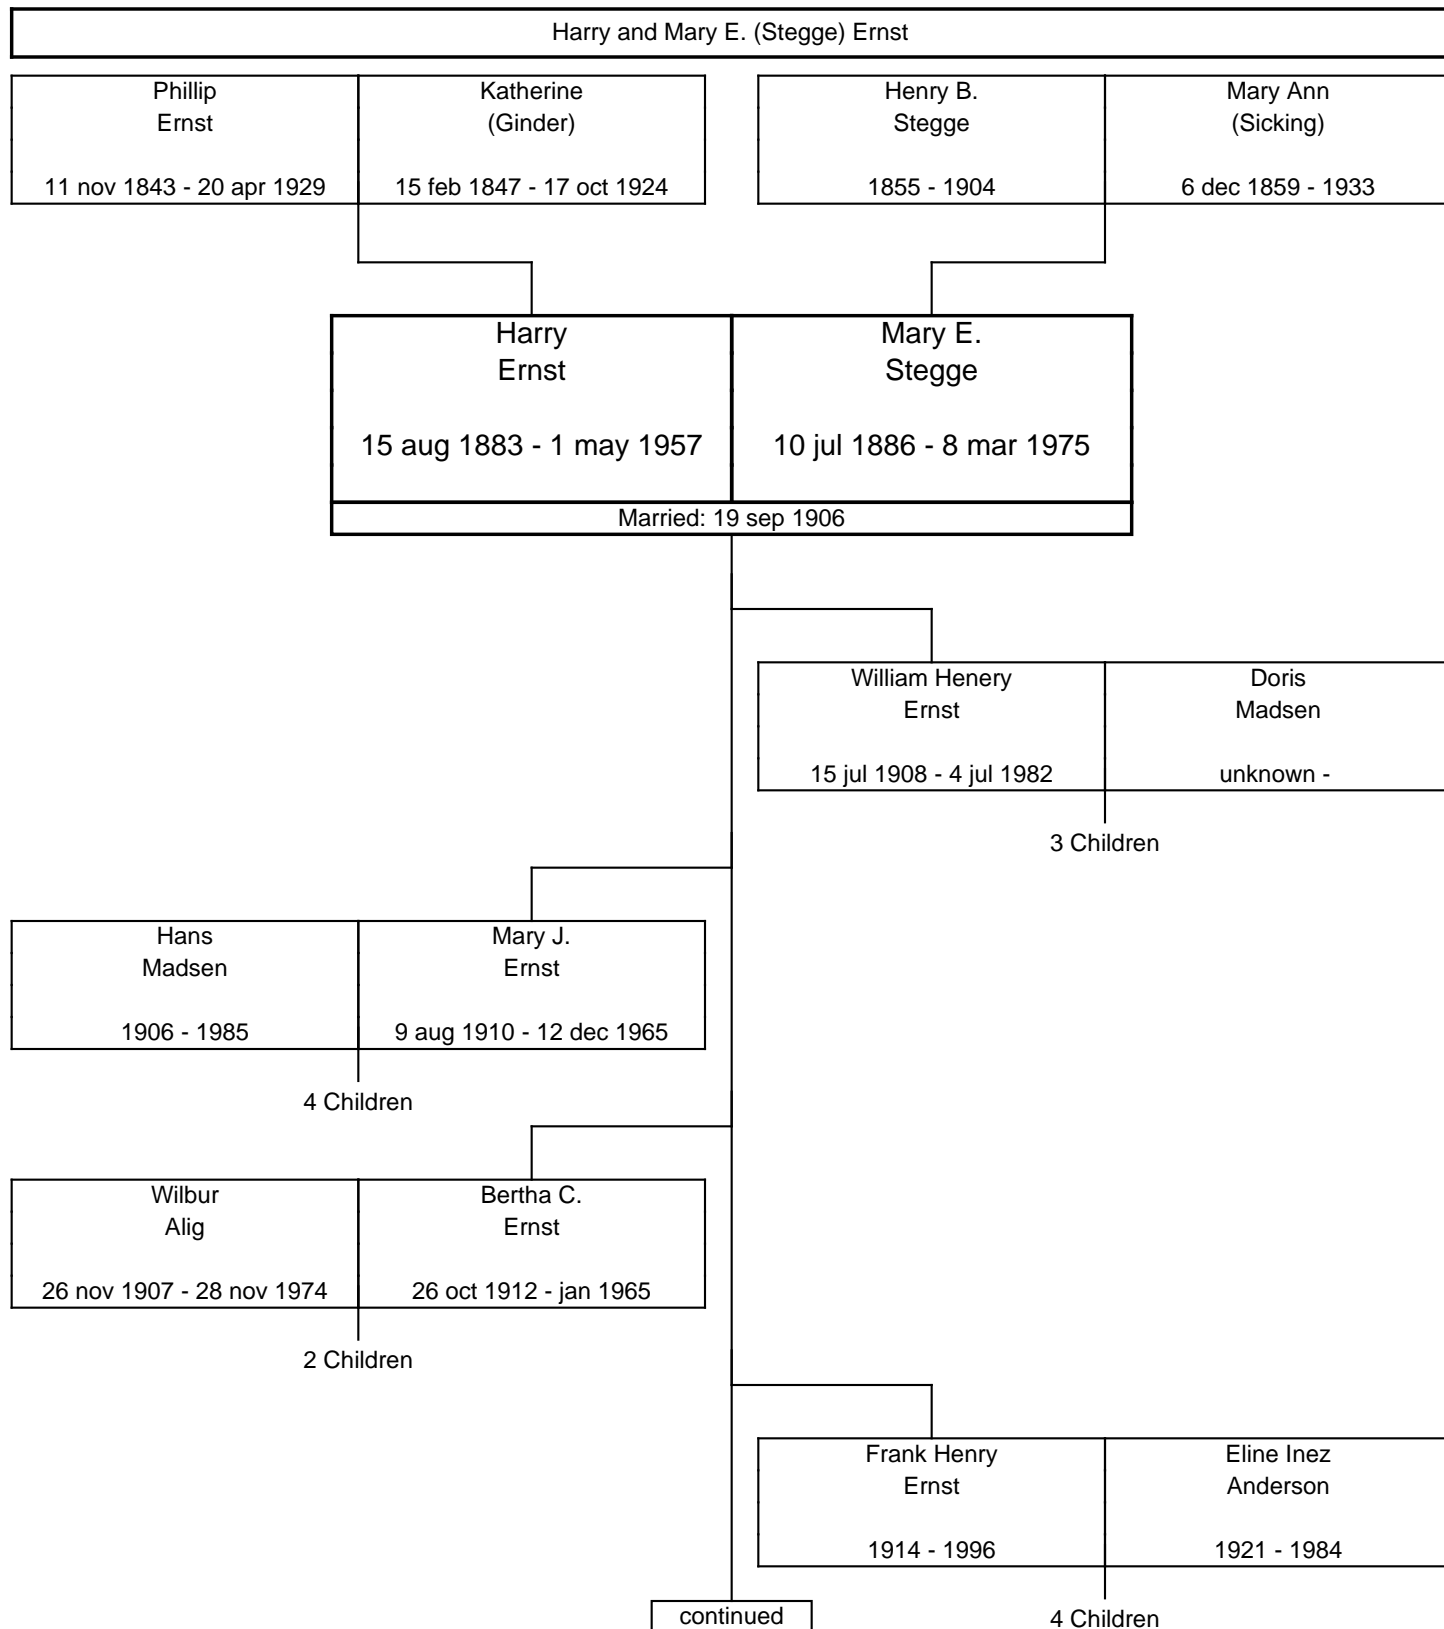 Harry and Mary E. (Stegge) Ernst
Phillip
Ernst
11 nov 1843 - 20 apr 1929
Katherine
(Ginder)
15 feb 1847 - 17 oct 1924
Henry B.
Stegge
1855 - 1904
Mary Ann
(Sicking)
6 dec 1859 - 1933
Harry
Ernst
15 aug 1883 - 1 may 1957
Mary E.
Stegge
10 jul 1886 - 8 mar 1975
Married: 19 sep 1906
William Henery
Ernst
15 jul 1908 - 4 jul 1982
Doris
Madsen
unknown -
3 Children
Hans
Madsen
1906 - 1985
Mary J.
Ernst
9 aug 1910 - 12 dec 1965
4 Children
Wilbur
Alig
26 nov 1907 - 28 nov 1974
Bertha C.
Ernst
26 oct 1912 - jan 1965
2 Children
Frank Henry
Ernst
1914 - 1996
Eline Inez
Anderson
1921 - 1984
4 Children
continued